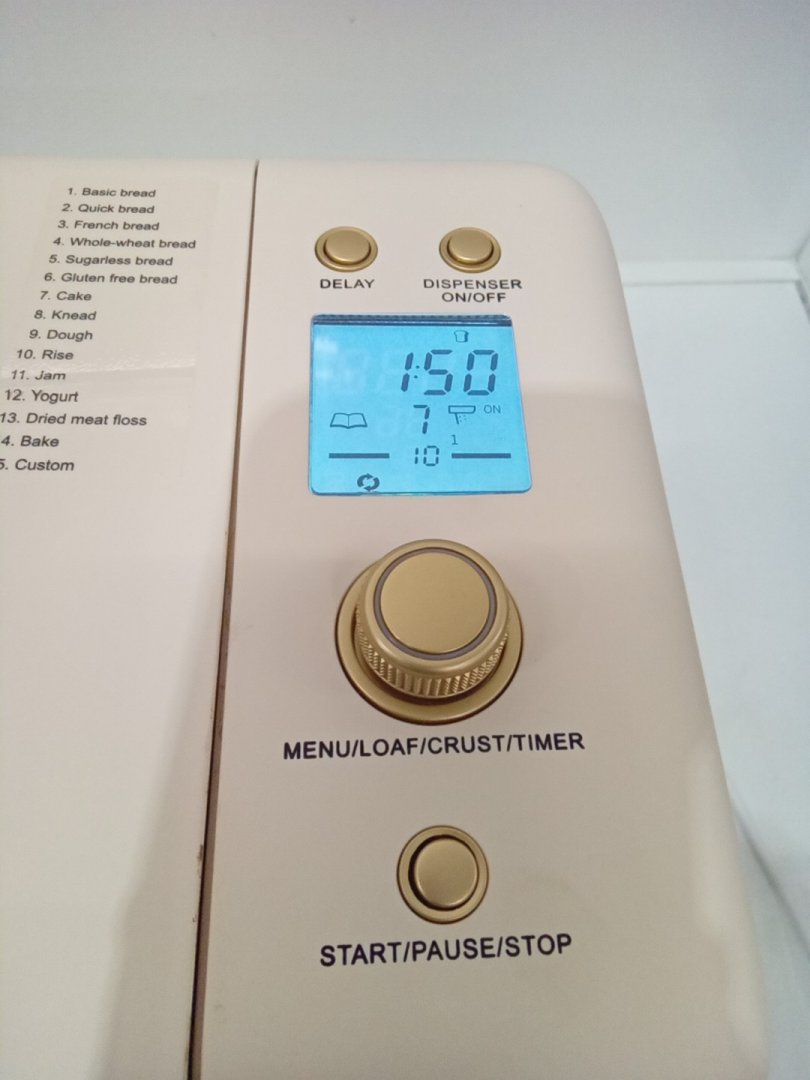 1. Basic bread
2. Quick bread
3. French bread
4. Whole-wheat bread
5. Sugarless bread
6. Gluten free bread
7. Cake
8. Knead
9. Dough
10. Rise
11. Jam
12. Yogurt
13. Dried meat floss
4. Bake
5. Custom
DELAY
DISPENSER
ON/OFF
1:50
7 ON
1
10
MENU/LOAF/CRUST/TIMER
START/PAUSE/STOP